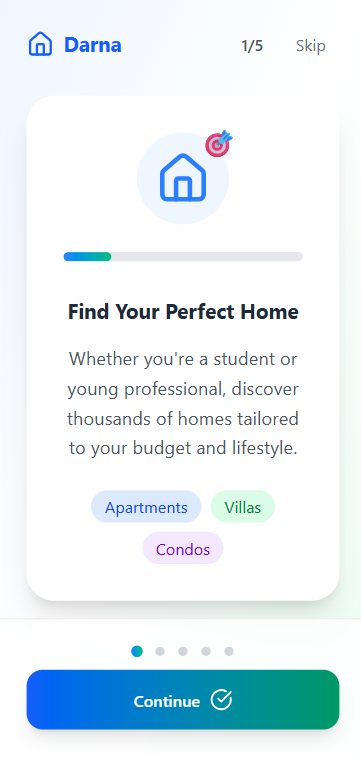 Darna
1/5
Skip
Find Your Perfect Home
Whether you're a student or
young professional, discover
thousands of homes tailored
to your budget and lifestyle.
Apartments
Villas
Condos
Continue